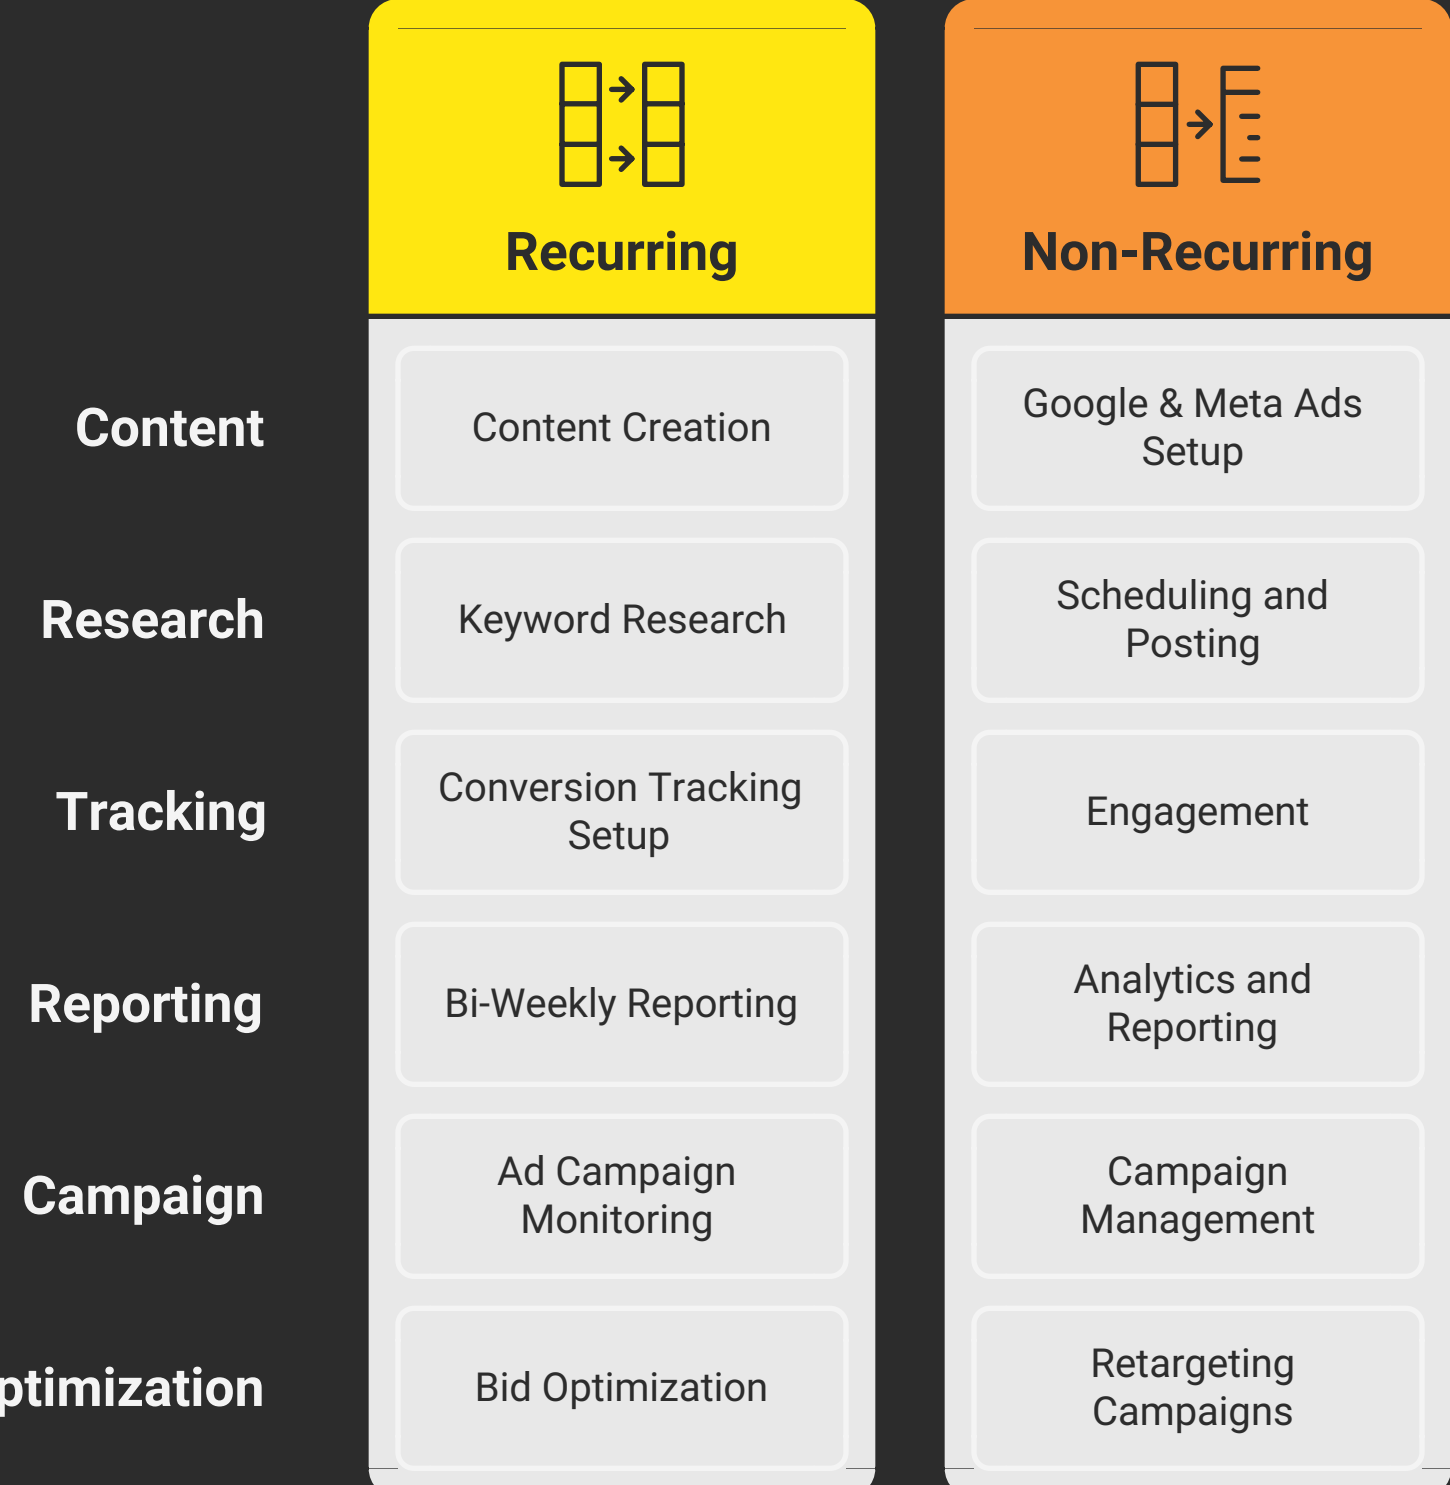 Recurring
Non-Recurring
Content
Content Creation
Google & Meta Ads
Setup
Research
Keyword Research
Scheduling and
Posting
Tracking
Conversion Tracking
Setup
Engagement
Reporting
Bi-Weekly Reporting
Analytics and
Reporting
Campaign
Ad Campaign
Monitoring
Campaign
Management
ptimization
Bid Optimization
Retargeting
Campaigns